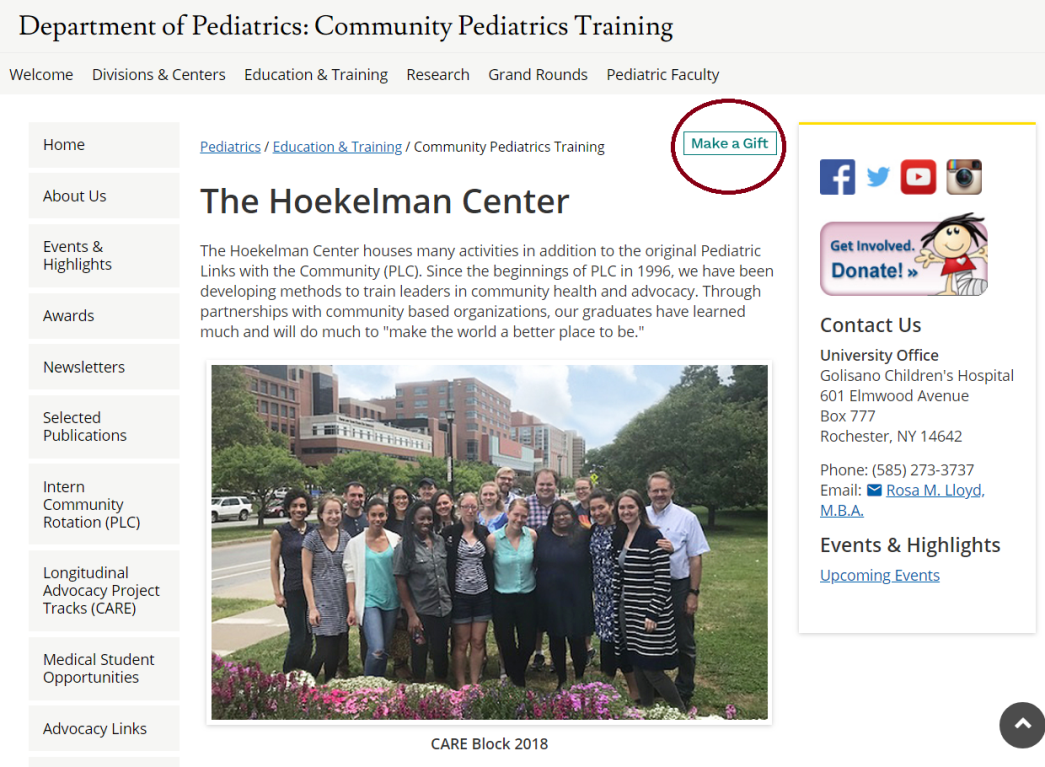 Department of Pediatrics: Community Pediatrics Training
Welcome Divisions & Centers Education & Training Research Grand Rounds Pediatric Faculty
Home
About Us
Events &
Highlights
Awards
Newsletters
Selected
Publications
Intern
Community
Rotation (PLC)
Longitudinal
Advocacy Project
Tracks (CARE)
Medical Student
Opportunities
Advocacy Links
Pediatrics / Education & Training / Community Pediatrics Training
Make a Gift
The Hoekelman Center
The Hoekelman Center houses many activities in addition to the original Pediatric
Links with the Community (PLC). Since the beginnings of PLC in 1996, we have been
developing methods to train leaders in community health and advocacy. Through
partnerships with community based organizations, our graduates have learned
much and will do much to "make the world a better place to be."
CARE Block 2018
Get Involved.
Donate! »
Contact Us
University Office
Golisano Children's Hospital
601 Elmwood Avenue
Box 777
Rochester, NY 14642
Phone: (585) 273-3737
Email: Rosa M. Lloyd,
M.B.A.
Events & Highlights
Upcoming Events